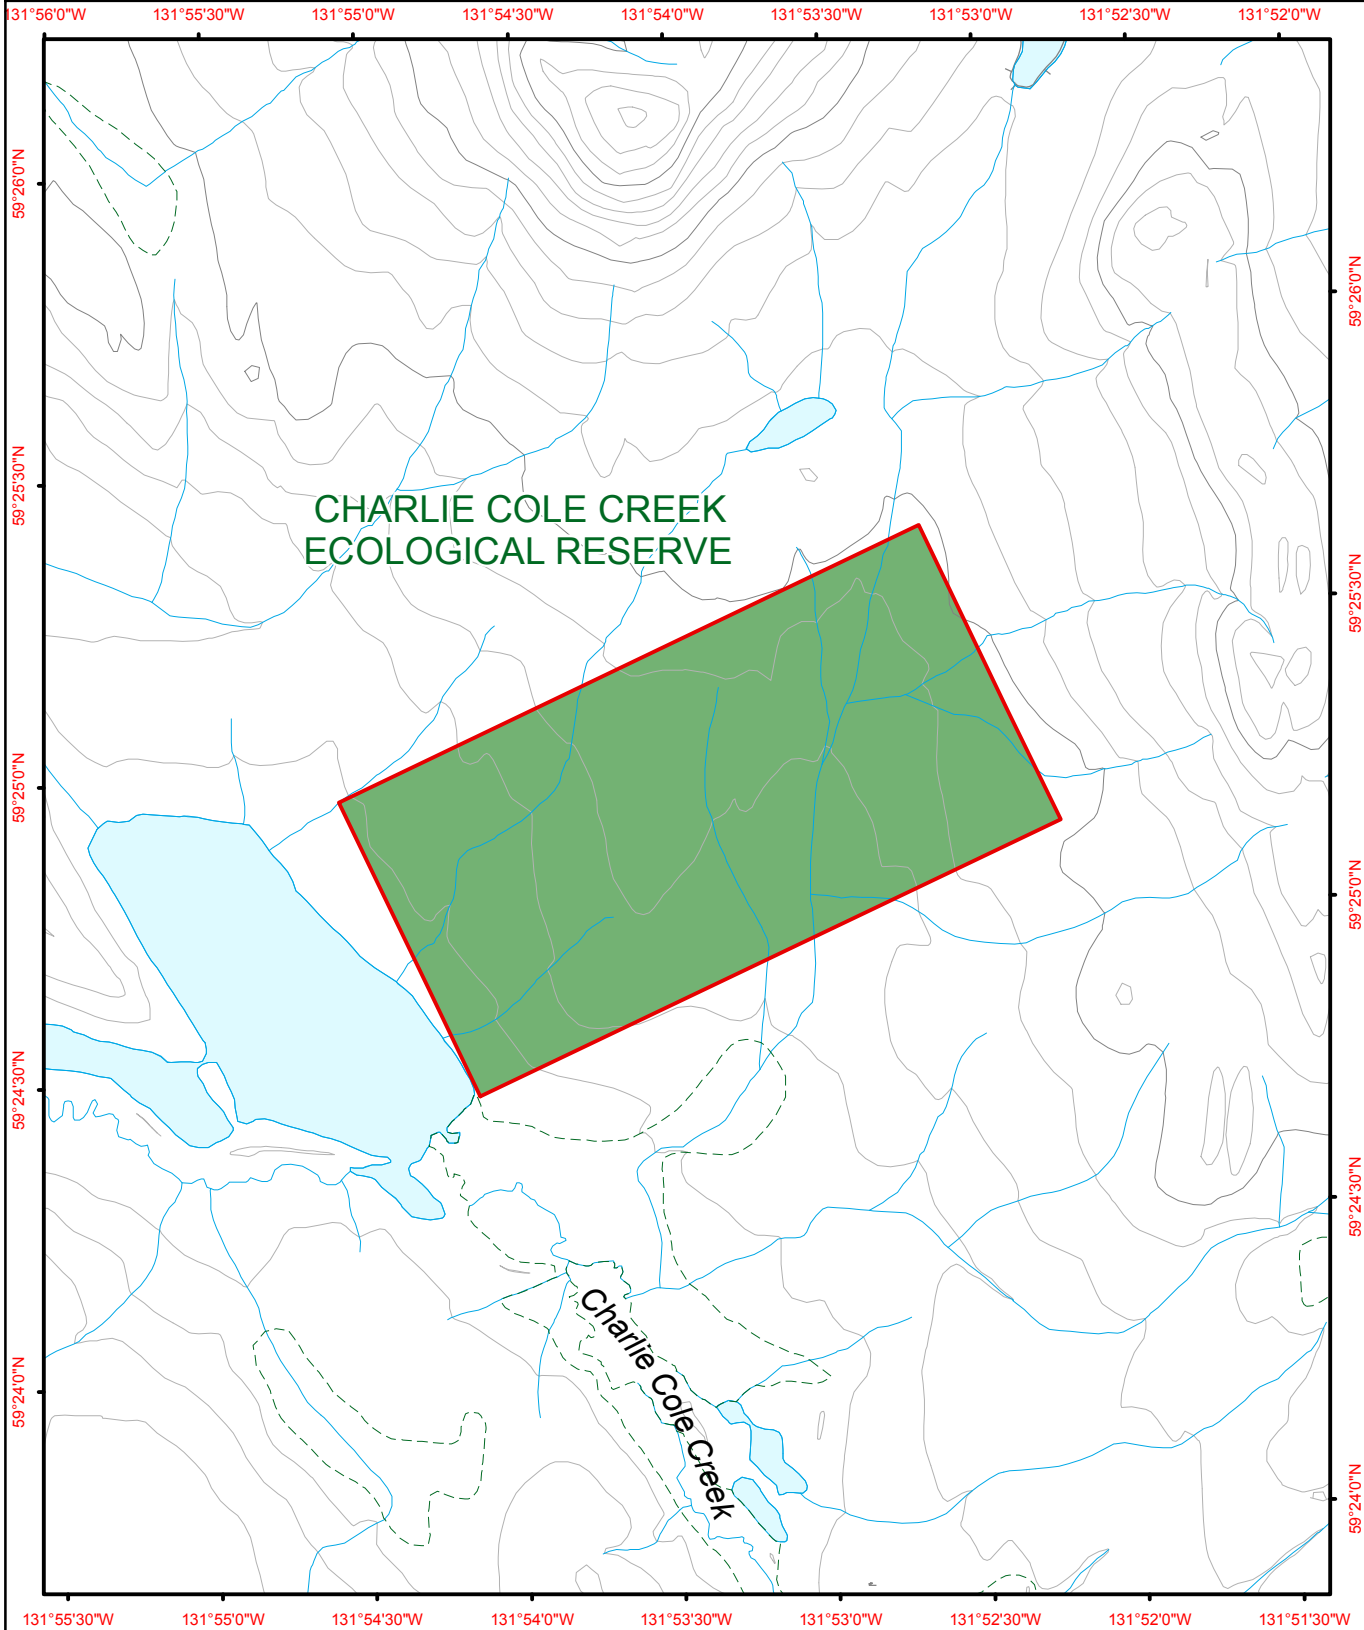 131°56'0"W 131°55'30"W 131°55'0"W 131°54'30"W 131°54'0"W 131°53'30"W 131°53'0"W 131°52'30"W 131°52'0"W
59°26'0"N
59°26'0"N
59°25'30"N
CHARLIE COLE CREEK
ECOLOGICAL RESERVE
59°25'30"N
59°25'0"N
59°25'0"N
59°24'30"N
59°24'30"N
Charlie Cole Creek
59°24'0"N
59°24'0"N
131°55'30"W 131°55'0"W 131°54'30"W 131°54'0"W 131°53'30"W 131°53'0"W 131°52'30"W 131°52'0"W 131°51'30"W